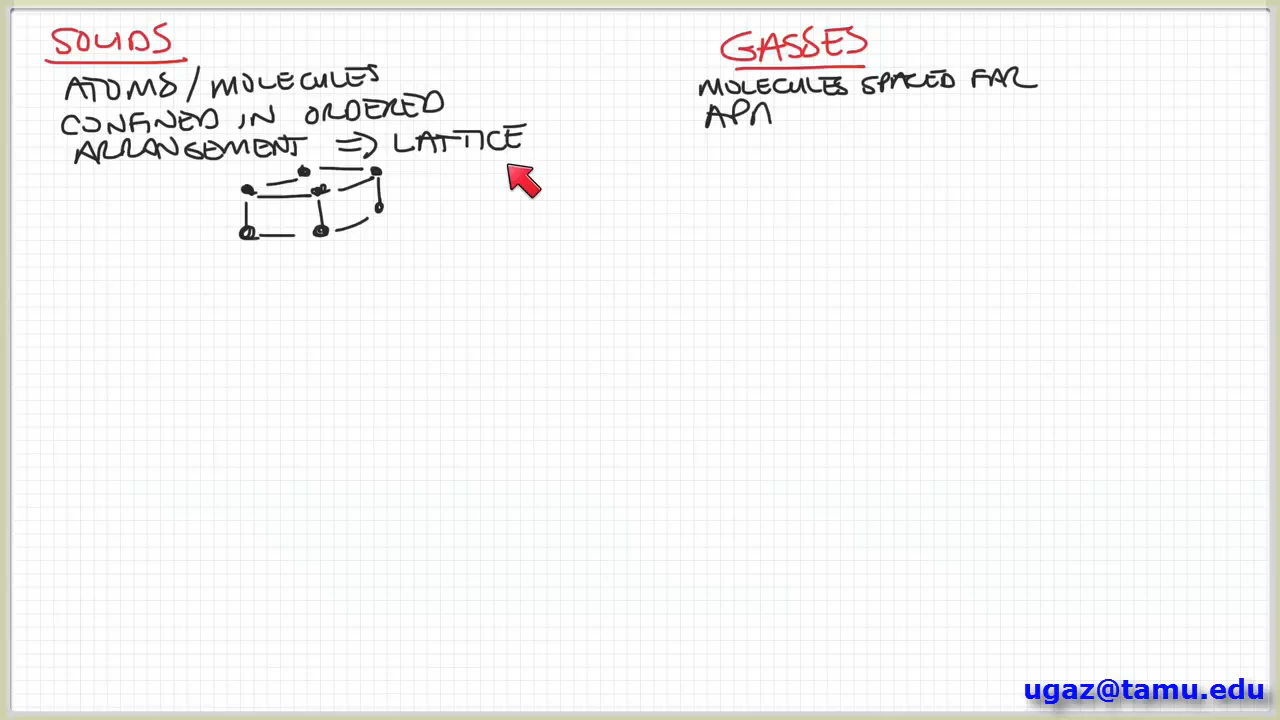 SOLIDS
ATOMS / MOLECULES
CONFINED IN ORDERED
ARRANGEMENT ⇒ LATTICE
GASSES
MOLECULES SPACED FAR
APA
ugaz@tamu.edu